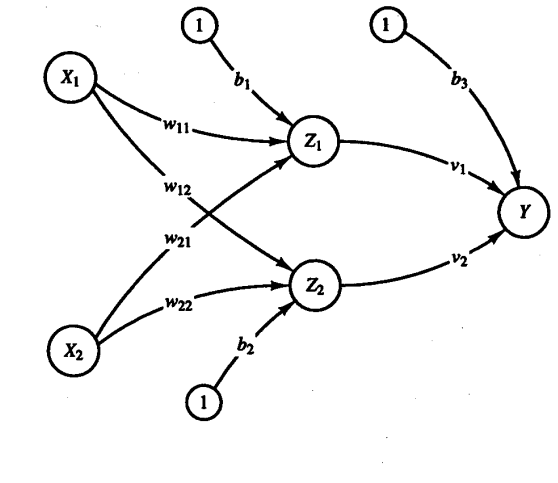 1
1
X₁
b₁
b₃
w₁₁
Z₁
v₁
w₁₂
Y
w₂₁
v₂
Z₂
w₂₂
X₂
b₂
1